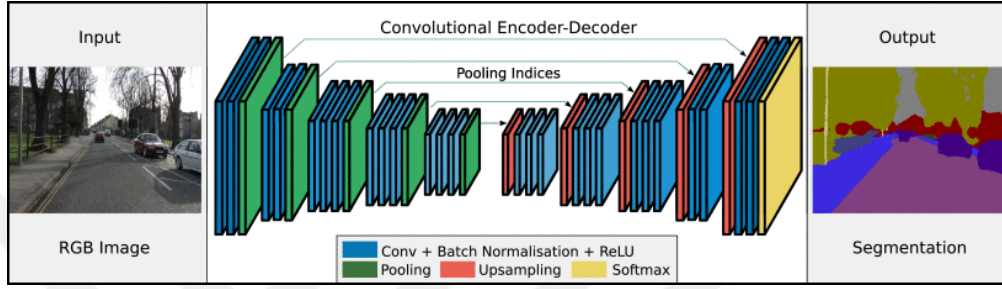 Input
Convolutional Encoder-Decoder
Output
Pooling Indices
RGB Image
Segmentation
Conv + Batch Normalisation + ReLU
Pooling Upsampling Softmax